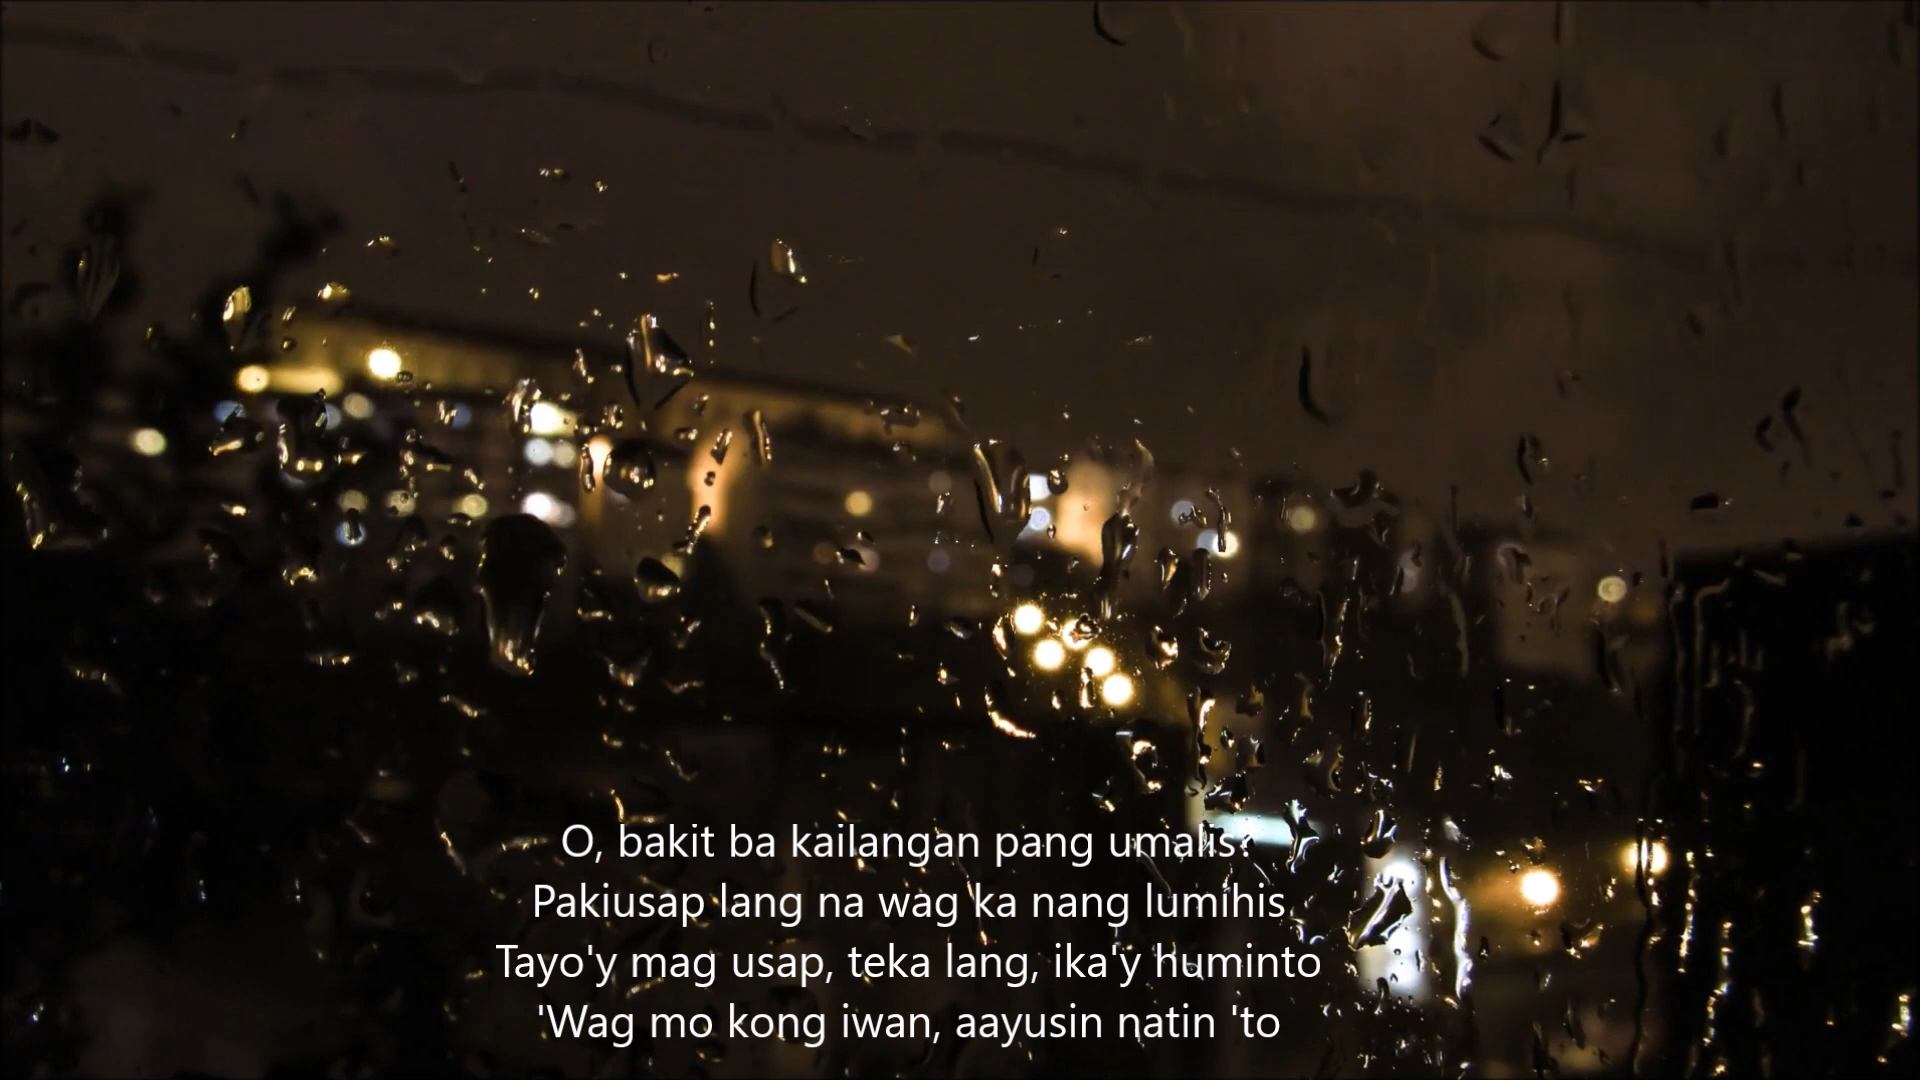 O, bakit ba kailangan pang umalis?
Pakiusap lang na wag ka nang lumihis
Tayo'y mag usap, teka lang, ika'y huminto
'Wag mo kong iwan, aayusin natin 'to